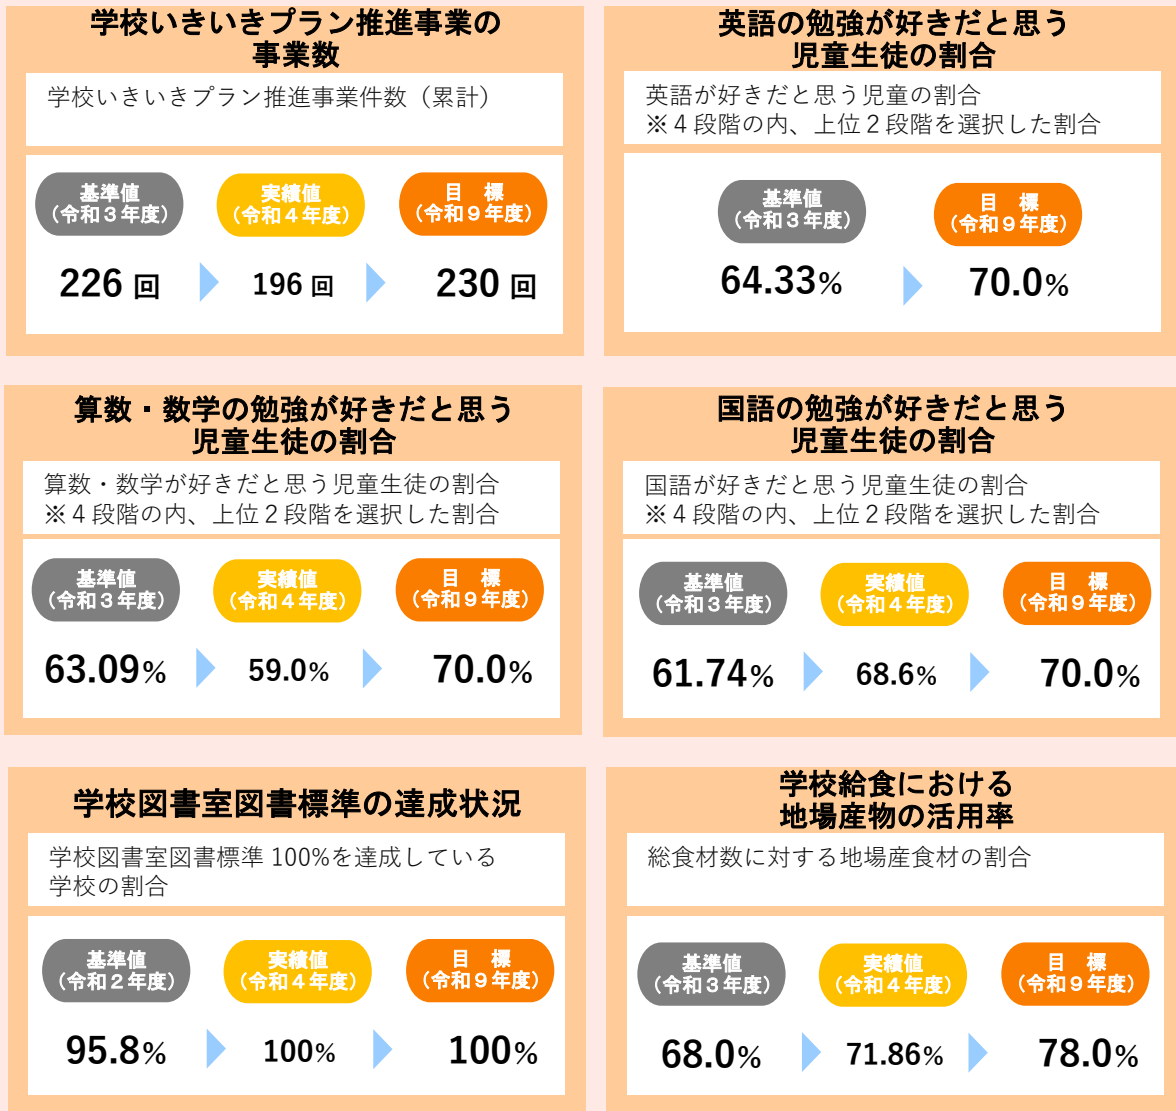 学校いきいきプラン推進事業の
事業数
学校いきいきプラン推進事業件数（累計）
基準値
（令和３年度）
実績値
（令和４年度）
目　標
（令和９年度）
226 回
196 回
230 回
英語の勉強が好きだと思う
児童生徒の割合
英語が好きだと思う児童の割合
※４段階の内、上位２段階を選択した割合
基準値
（令和３年度）
目　標
（令和９年度）
64.33%
70.0%
算数・数学の勉強が好きだと思う
児童生徒の割合
算数・数学が好きだと思う児童生徒の割合
※４段階の内、上位２段階を選択した割合
基準値
（令和３年度）
実績値
（令和４年度）
目　標
（令和９年度）
63.09%
59.0%
70.0%
国語の勉強が好きだと思う
児童生徒の割合
国語が好きだと思う児童生徒の割合
※４段階の内、上位２段階を選択した割合
基準値
（令和３年度）
実績値
（令和４年度）
目　標
（令和９年度）
61.74%
68.6%
70.0%
学校図書室図書標準の達成状況
学校図書室図書標準 100%を達成している
学校の割合
基準値
（令和２年度）
実績値
（令和４年度）
目　標
（令和９年度）
95.8%
100%
100%
学校給食における
地場産物の活用率
総食材数に対する地場産食材の割合
基準値
（令和３年度）
実績値
（令和４年度）
目　標
（令和９年度）
68.0%
71.86%
78.0%